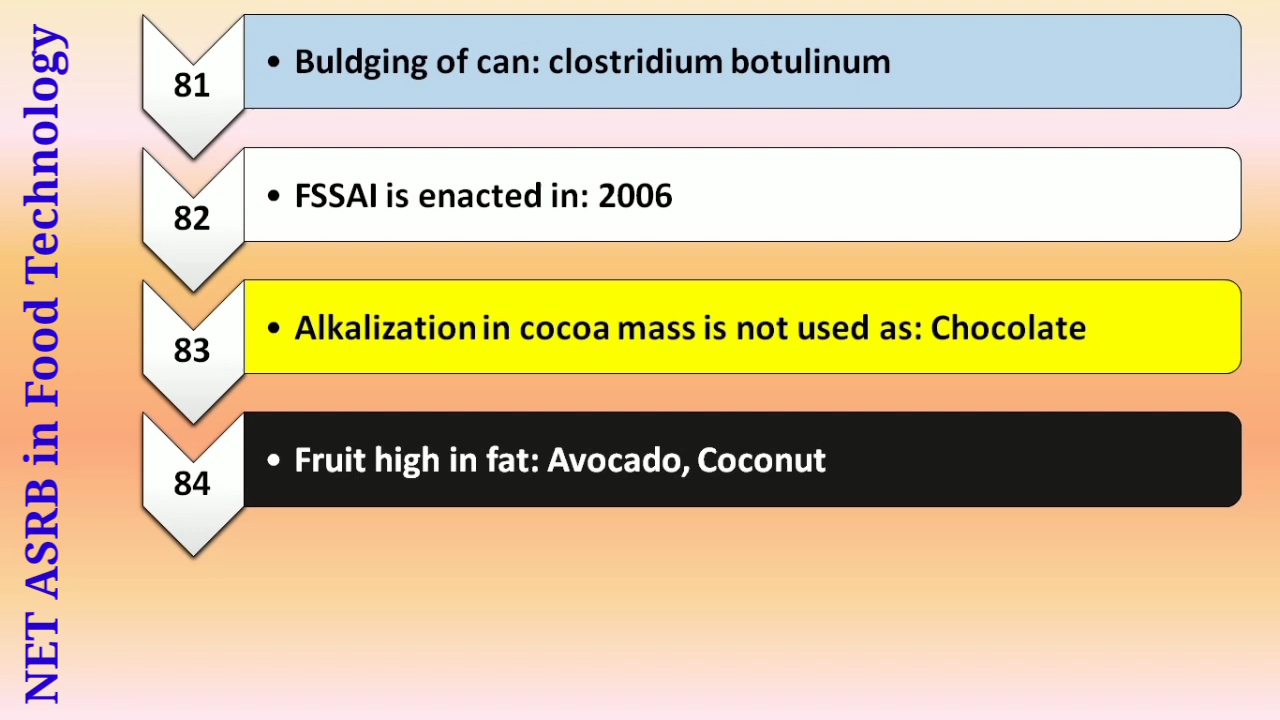 NET ASRB in Food Technology
81
• Buldging of can: clostridium botulinum
82
• FSSAI is enacted in: 2006
83
• Alkalization in cocoa mass is not used as: Chocolate
84
• Fruit high in fat: Avocado, Coconut